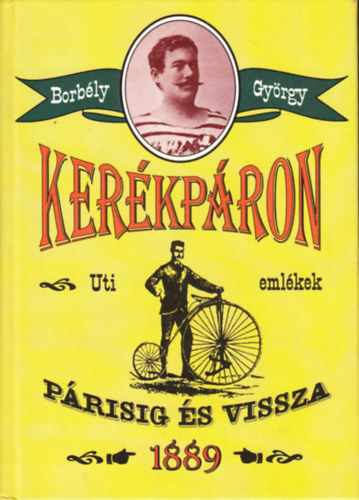 Borbély György
KERÉKPÁRON
Uti emlékek
PÁRISIG ÉS VISSZA
1889